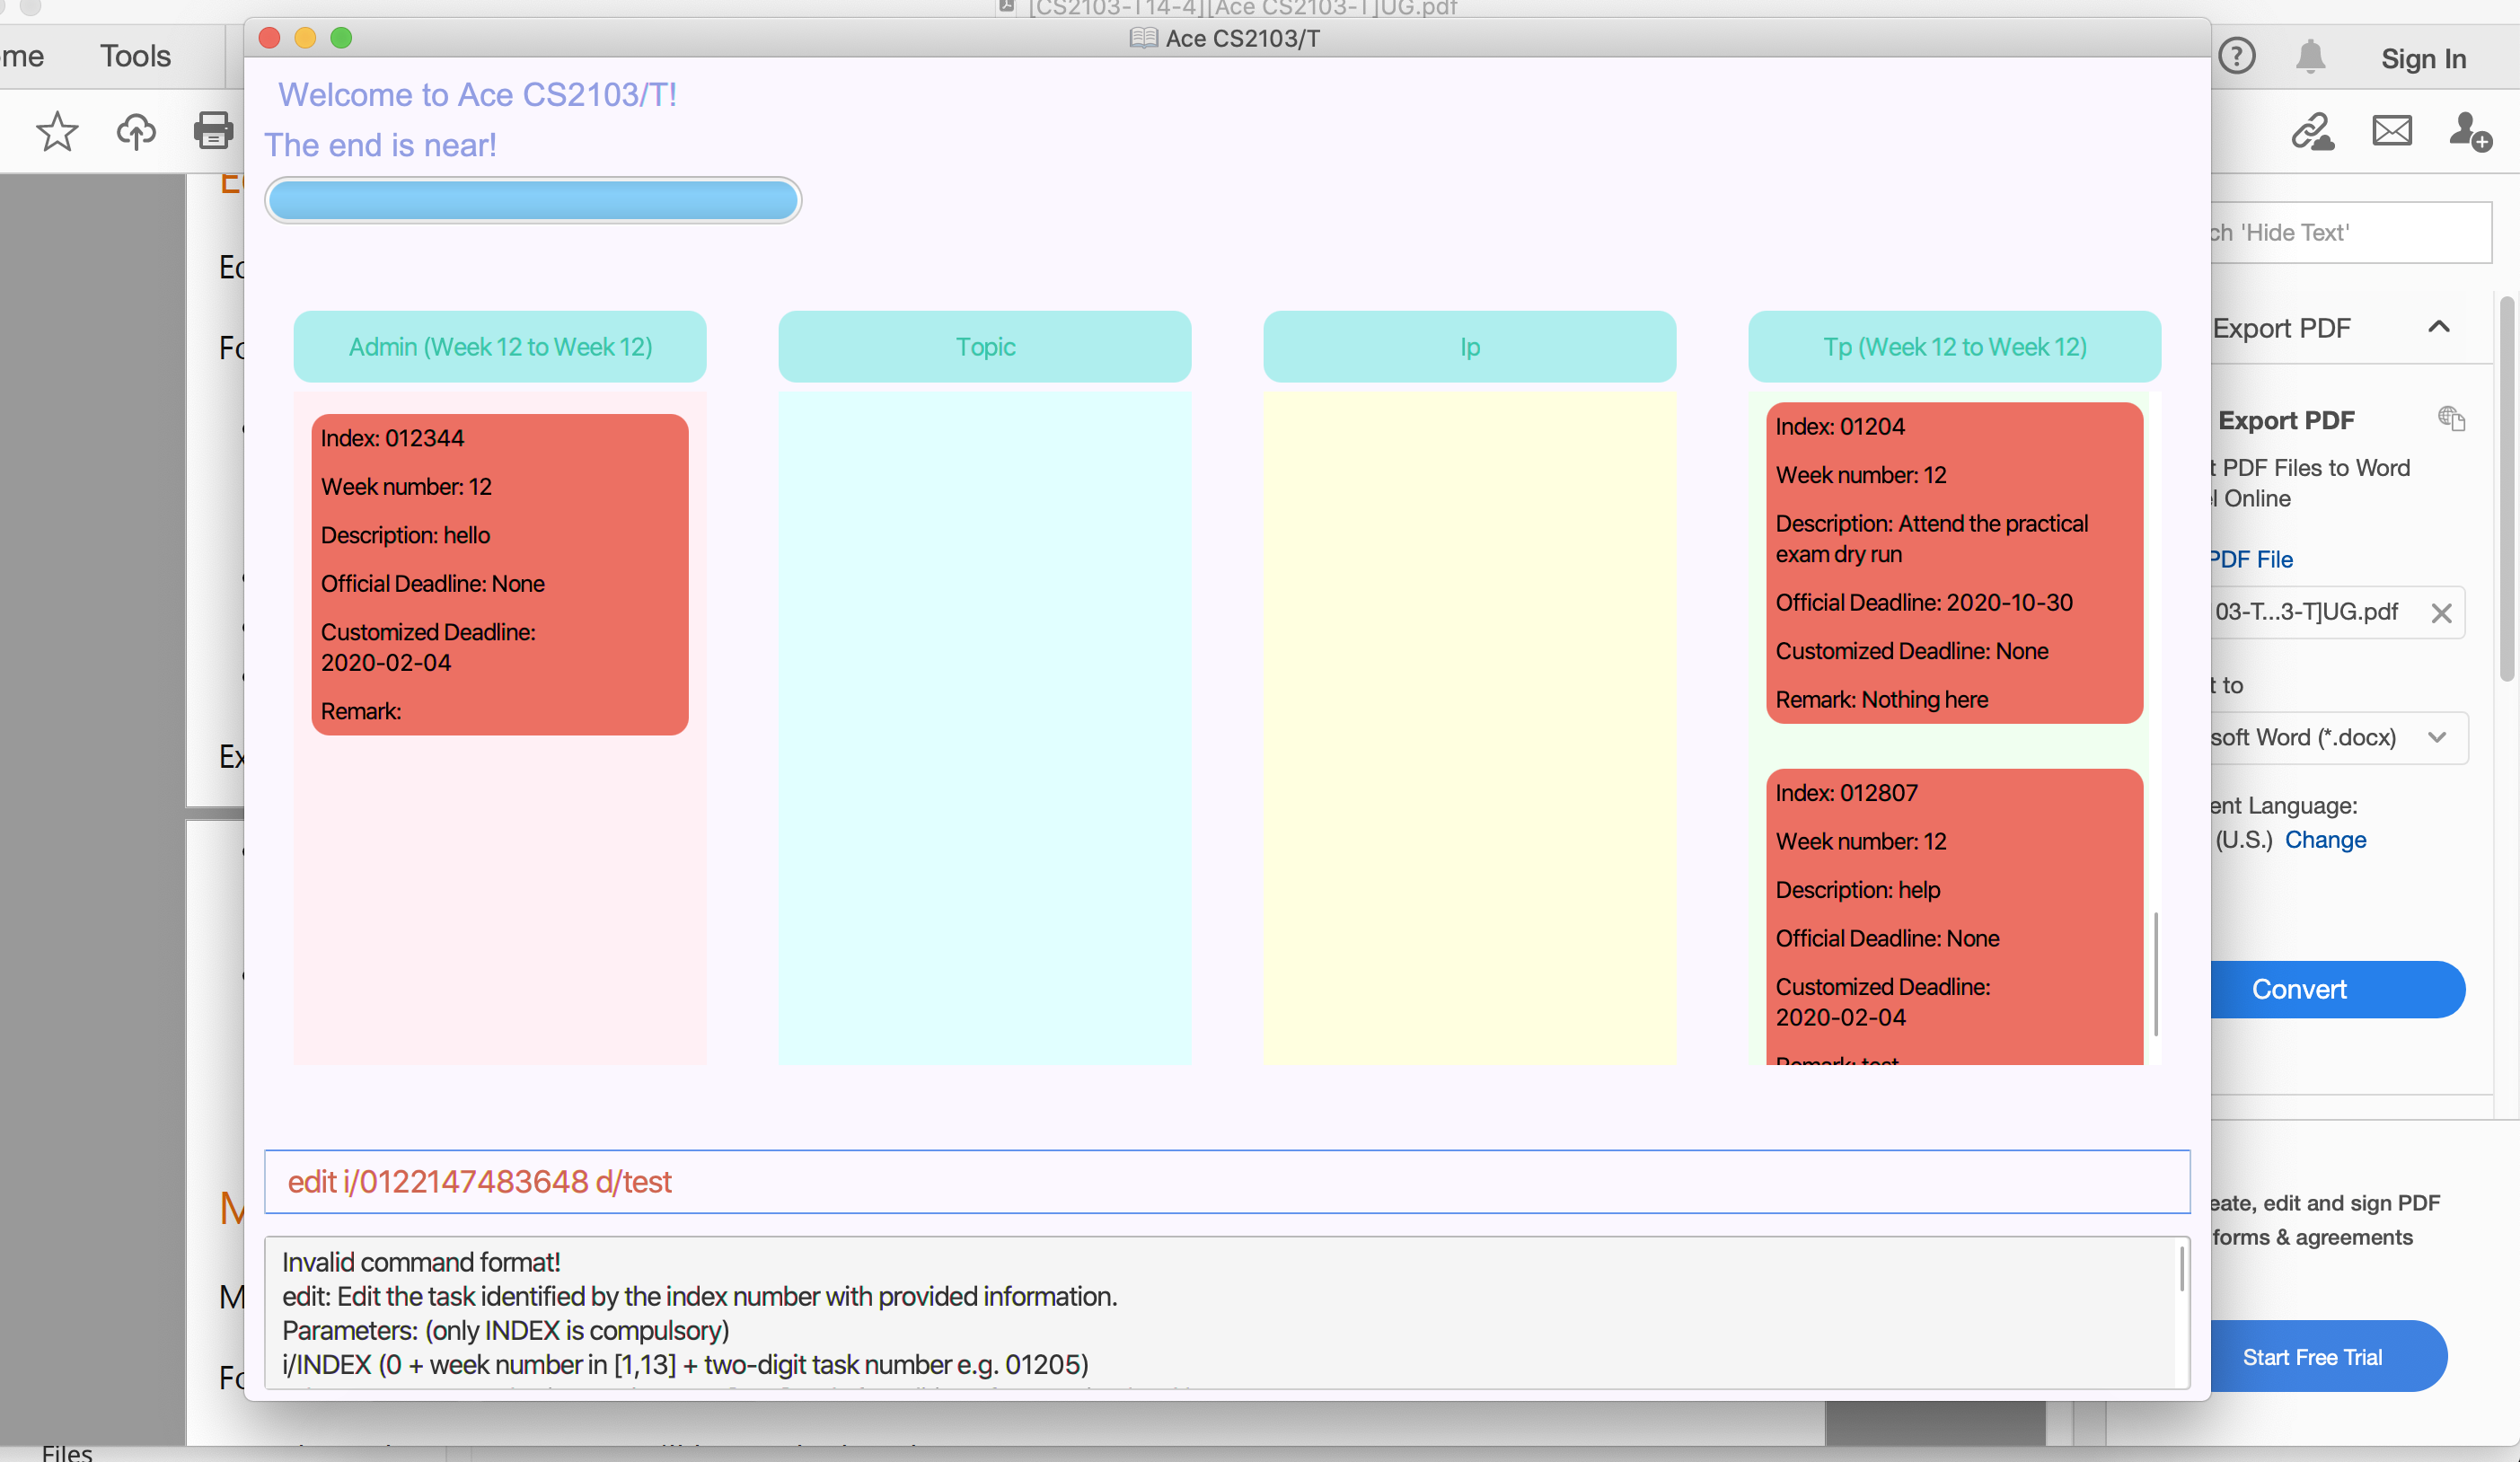 [CS2103-T14-4][Ace CS2103-T]UG.pdf
Ace CS2103/T
Tools
Sign In
Welcome to Ace CS2103/T!
The end is near!
Admin (Week 12 to Week 12)
Topic
Ip
Tp (Week 12 to Week 12)
Index: 012344
Week number: 12
Description: hello
Official Deadline: None
Customized Deadline:
2020-02-04
Remark:
Index: 01204
Week number: 12
Description: Attend the practical
exam dry run
Official Deadline: 2020-10-30
Customized Deadline: None
Remark: Nothing here
Index: 012807
Week number: 12
Description: help
Official Deadline: None
Customized Deadline:
2020-02-04
Remark: test
edit i/0122147483648 d/test
Invalid command format!
edit: Edit the task identified by the index number with provided information.
Parameters: (only INDEX is compulsory)
i/INDEX (0 + week number in [1,13] + two-digit task number e.g. 01205)
'Hide Text'
Export PDF
Export PDF
PDF Files to Word
Online
PDF File
03-T...3-T]UG.pdf
to
Word (*.docx)
Language:
(U.S.) Change
Convert
edit and sign PDF
forms & agreements
Start Free Trial
Files